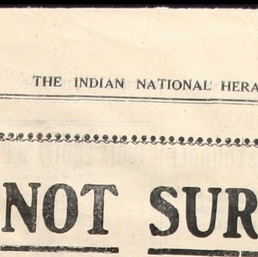 THE INDIAN NATIONAL HERA
NOT SUR